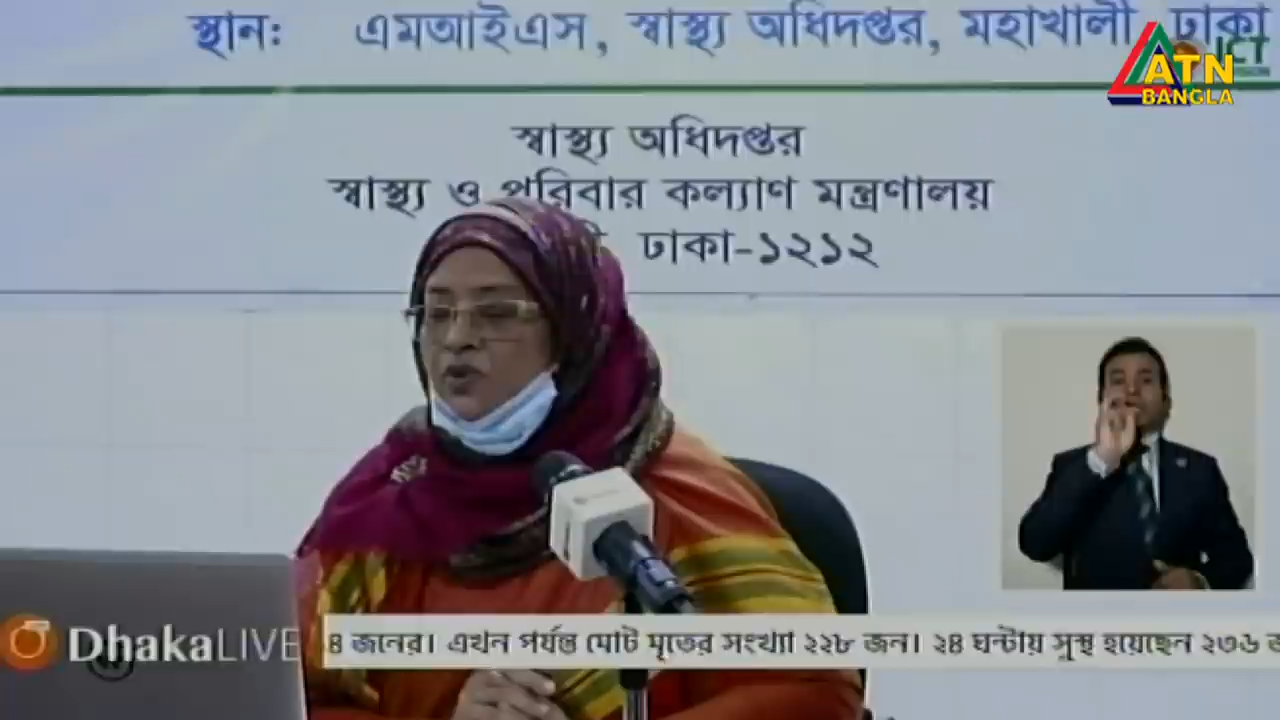 স্থান: এমআইএস, স্বাস্থ্য অধিদপ্তর, মহাখালী, ঢাকা
ICT
ATN
BANGLA
স্বাস্থ্য অধিদপ্তর
স্বাস্থ্য ও পরিবার কল্যাণ মন্ত্রণালয়
ঢাকা-১২১২
DhakaLIVE
৪ জনের। এখন পর্যন্ত মোট মৃতের সংখ্যা ২২৮ জন। ২৪ ঘন্টায় সুস্থ হয়েছেন ২৩৬